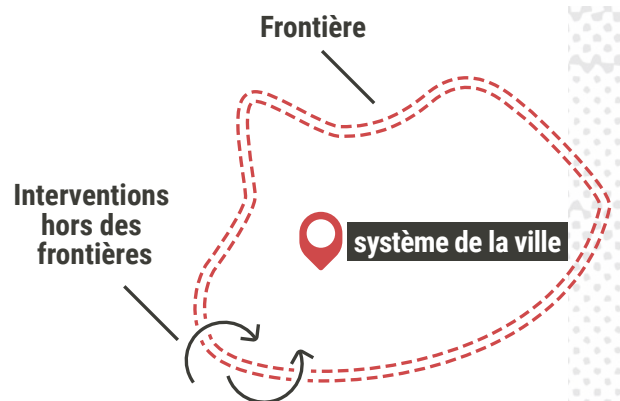 Frontière
Interventions
hors des
frontières
système de la ville